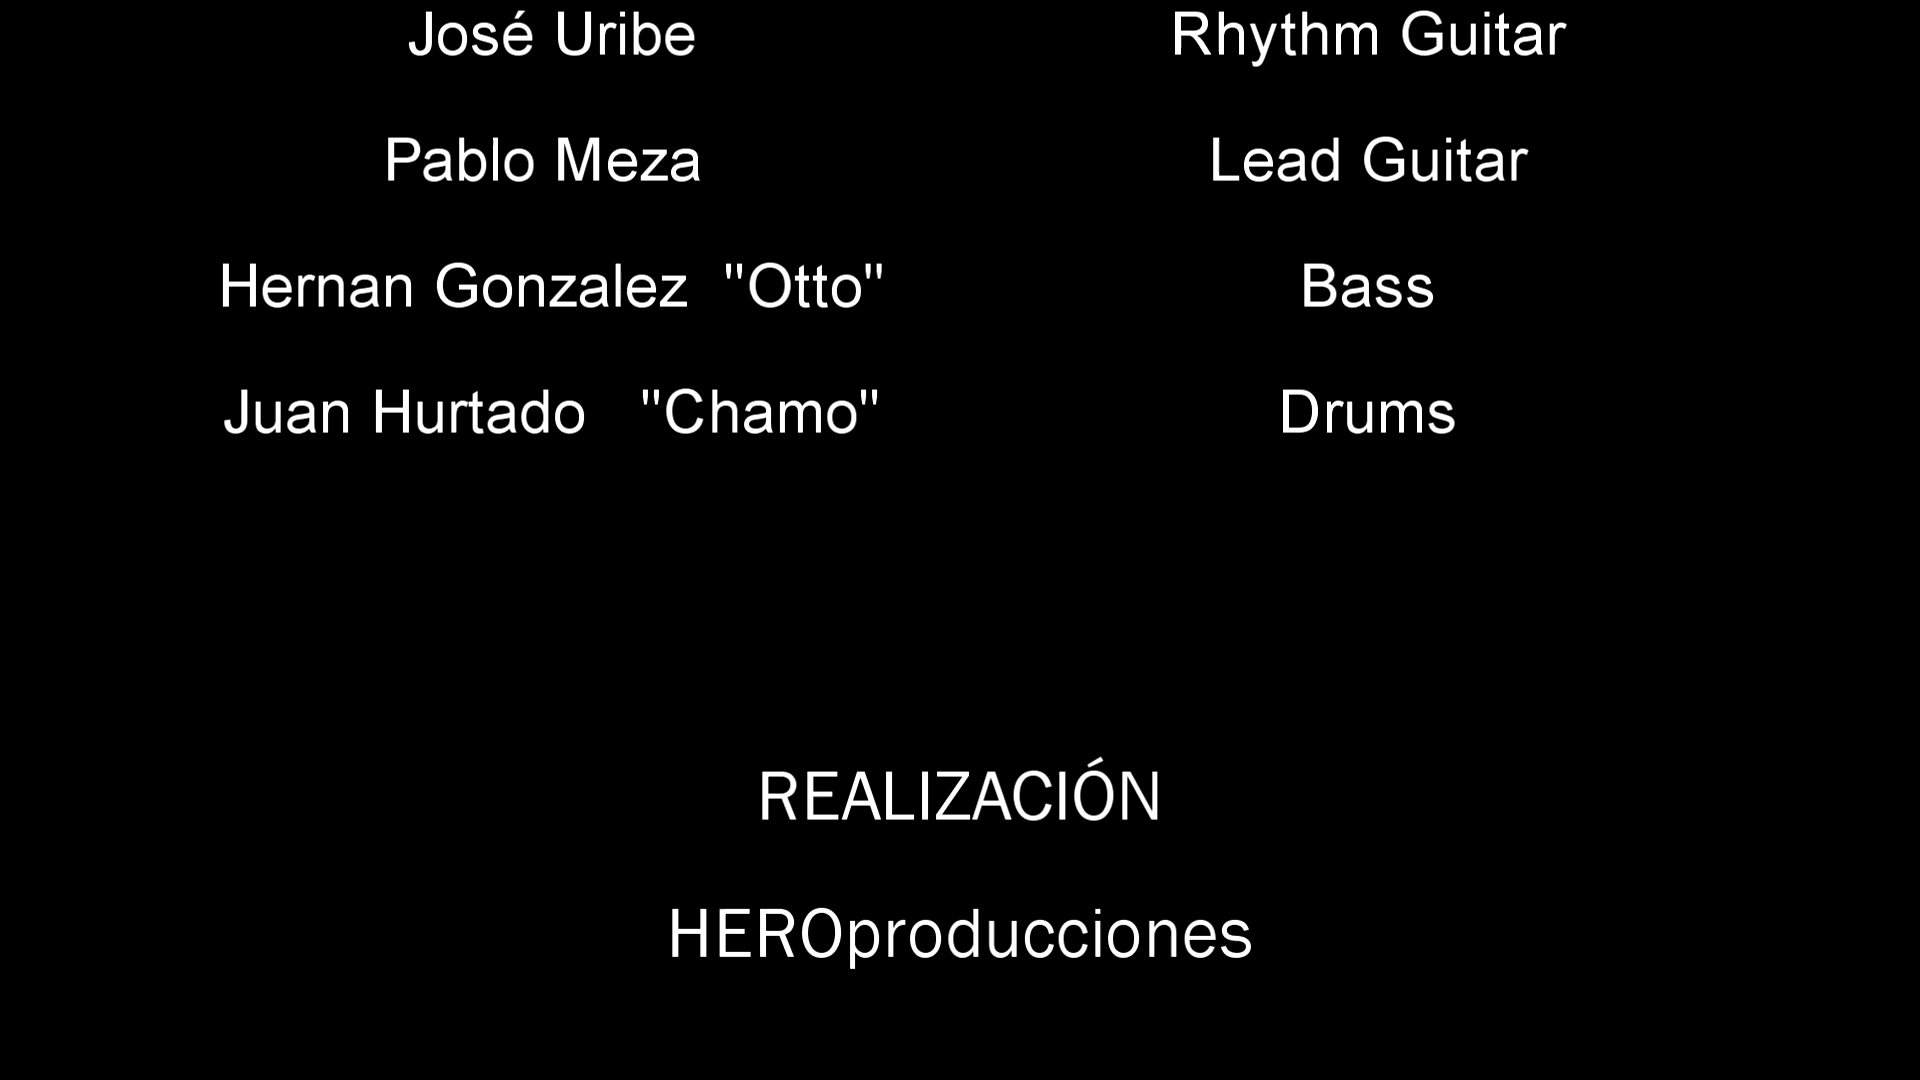 José Uribe Rhythm Guitar
Pablo Meza Lead Guitar
Hernan Gonzalez "Otto" Bass
Juan Hurtado "Chamo" Drums
REALIZACIÓN
HEROproducciones